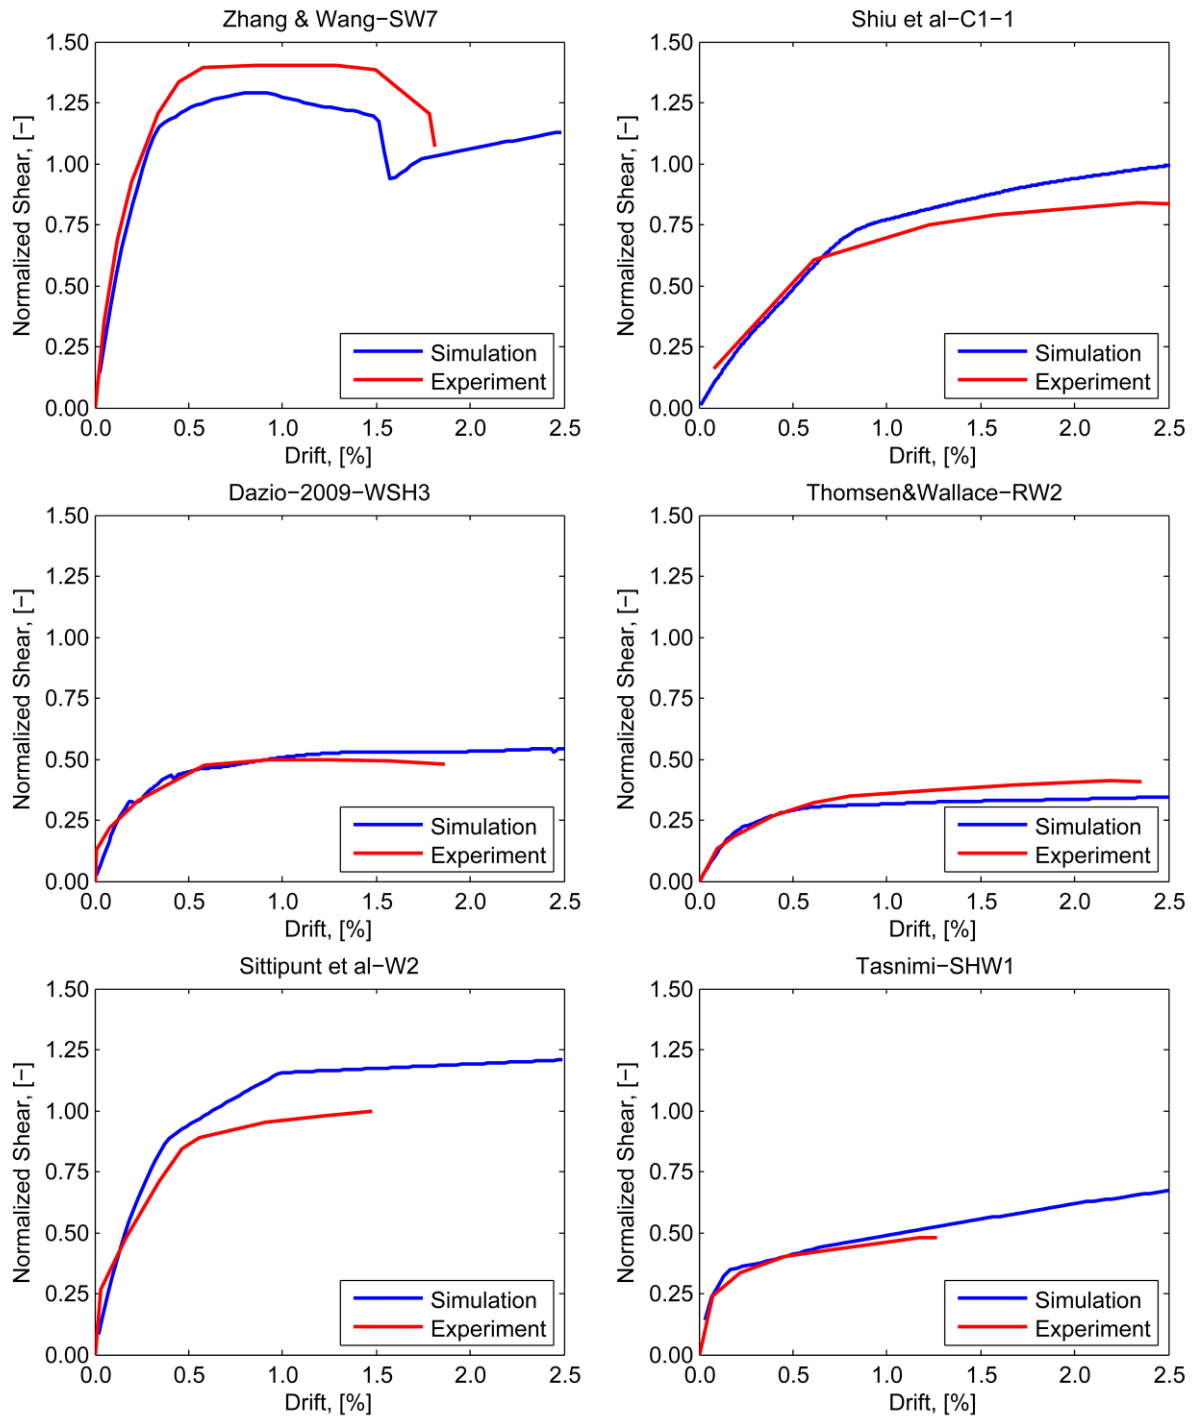 Zhang & Wang−SW7
1.50
1.25
1.00
0.75
0.50
0.25
0.00
Normalized Shear, [−]
Simulation
Experiment
0.0 0.5 1.0 1.5 2.0 2.5
Drift, [%]
Shiu et al−C1−1
1.50
1.25
1.00
0.75
0.50
0.25
0.00
Normalized Shear, [−]
Simulation
Experiment
0.0 0.5 1.0 1.5 2.0 2.5
Drift, [%]
Dazio−2009−WSH3
1.50
1.25
1.00
0.75
0.50
0.25
0.00
Normalized Shear, [−]
Simulation
Experiment
0.0 0.5 1.0 1.5 2.0 2.5
Drift, [%]
Thomsen&Wallace−RW2
1.50
1.25
1.00
0.75
0.50
0.25
0.00
Normalized Shear, [−]
Simulation
Experiment
0.0 0.5 1.0 1.5 2.0 2.5
Drift, [%]
Sittipunt et al−W2
1.50
1.25
1.00
0.75
0.50
0.25
0.00
Normalized Shear, [−]
Simulation
Experiment
0.0 0.5 1.0 1.5 2.0 2.5
Drift, [%]
Tasnimi−SHW1
1.50
1.25
1.00
0.75
0.50
0.25
0.00
Normalized Shear, [−]
Simulation
Experiment
0.0 0.5 1.0 1.5 2.0 2.5
Drift, [%]